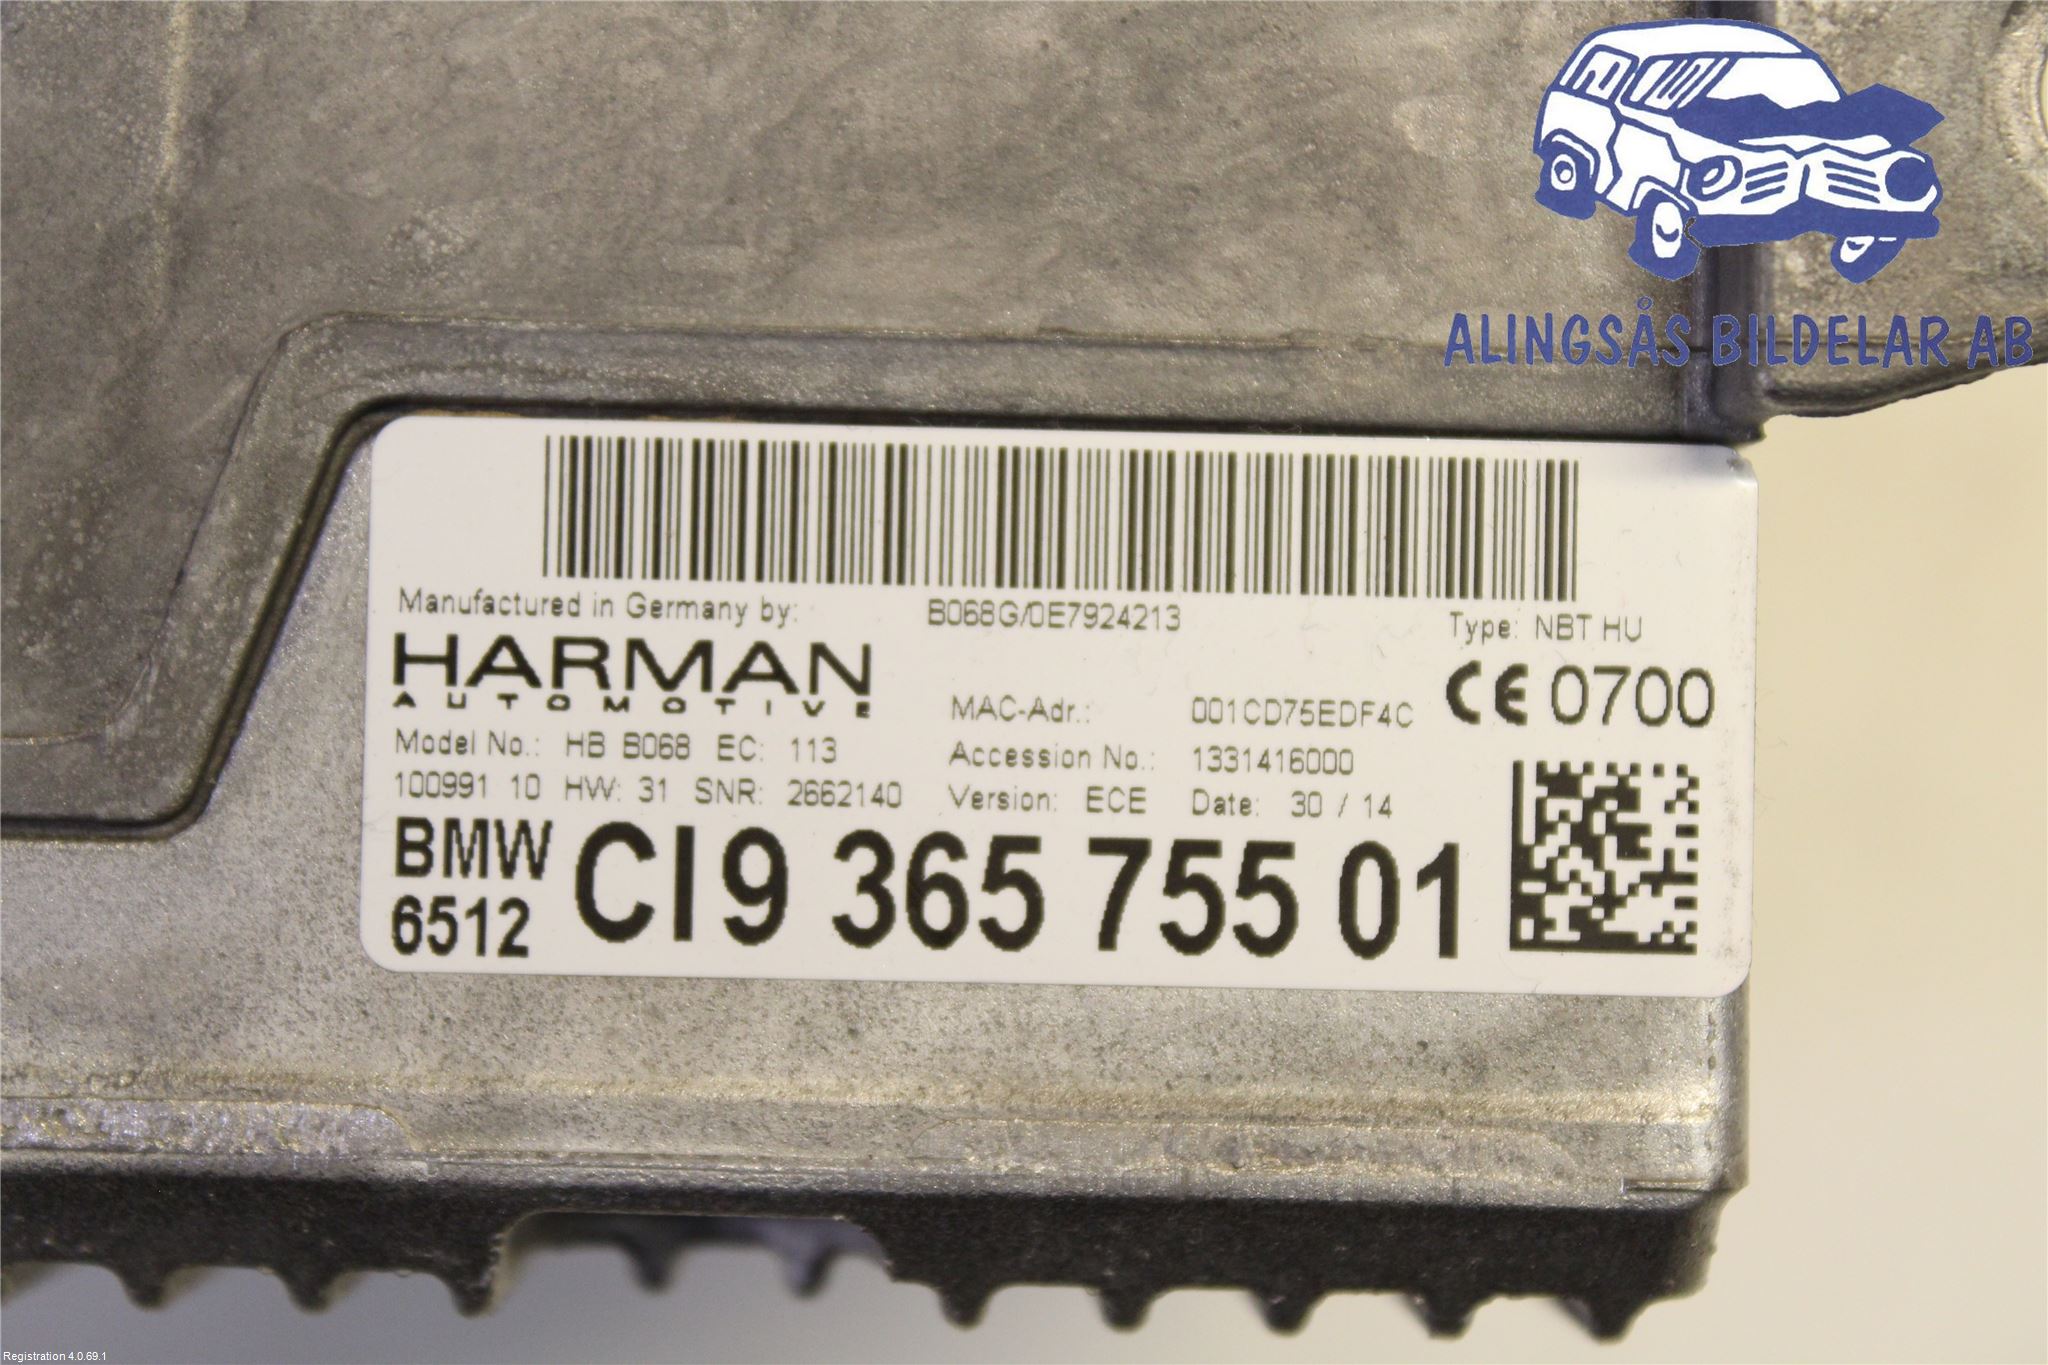 ALINGSÅS BILDELAR AB
Manufactured in Germany by: B068G/0E7924213 Type: NBT HU
HARMAN
AUTOMOTIVE
CE 0700
MAC-Adr.: 001CD75EDF4C
Model No.: HB B068 EC: 113 Accession No.: 1331416000
100991 10 HW: 31 SNR: 2662140 Version: ECE Date: 30 / 14
BMW
6512
CI9 365 755 01
Registration 4.0.69.1